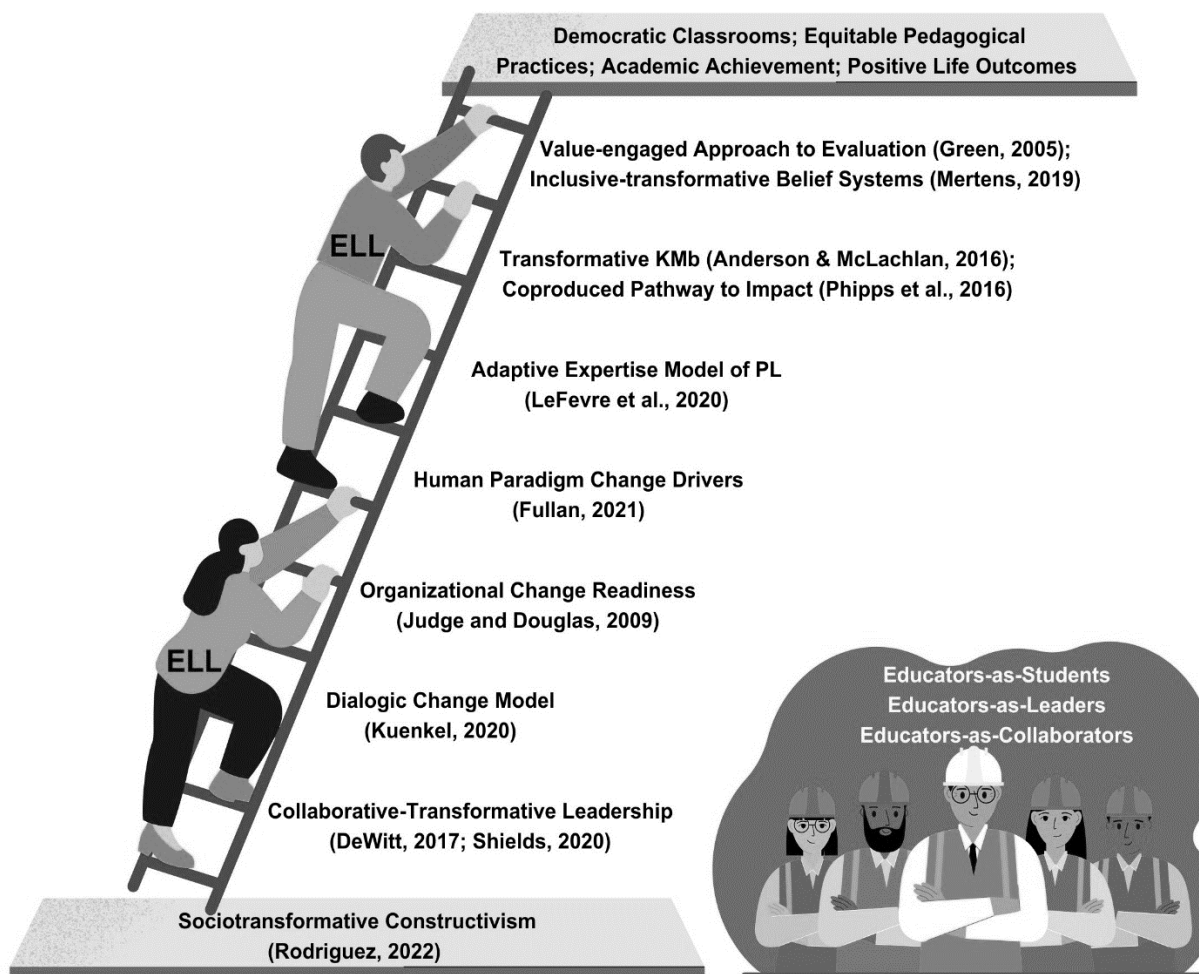 Democratic Classrooms; Equitable Pedagogical
Practices; Academic Achievement; Positive Life Outcomes
Value-engaged Approach to Evaluation (Green, 2005);
Inclusive-transformative Belief Systems (Mertens, 2019)
ELL
Transformative KMb (Anderson & McLachlan, 2016);
Coproduced Pathway to Impact (Phipps et al., 2016)
Adaptive Expertise Model of PL
(LeFevre et al., 2020)
Human Paradigm Change Drivers
(Fullan, 2021)
Organizational Change Readiness
(Judge and Douglas, 2009)
ELL
Dialogic Change Model
(Kuenkel, 2020)
Collaborative-Transformative Leadership
(DeWitt, 2017; Shields, 2020)
Sociotransformative Constructivism
(Rodriguez, 2022)
Educators-as-Students
Educators-as-Leaders
Educators-as-Collaborators